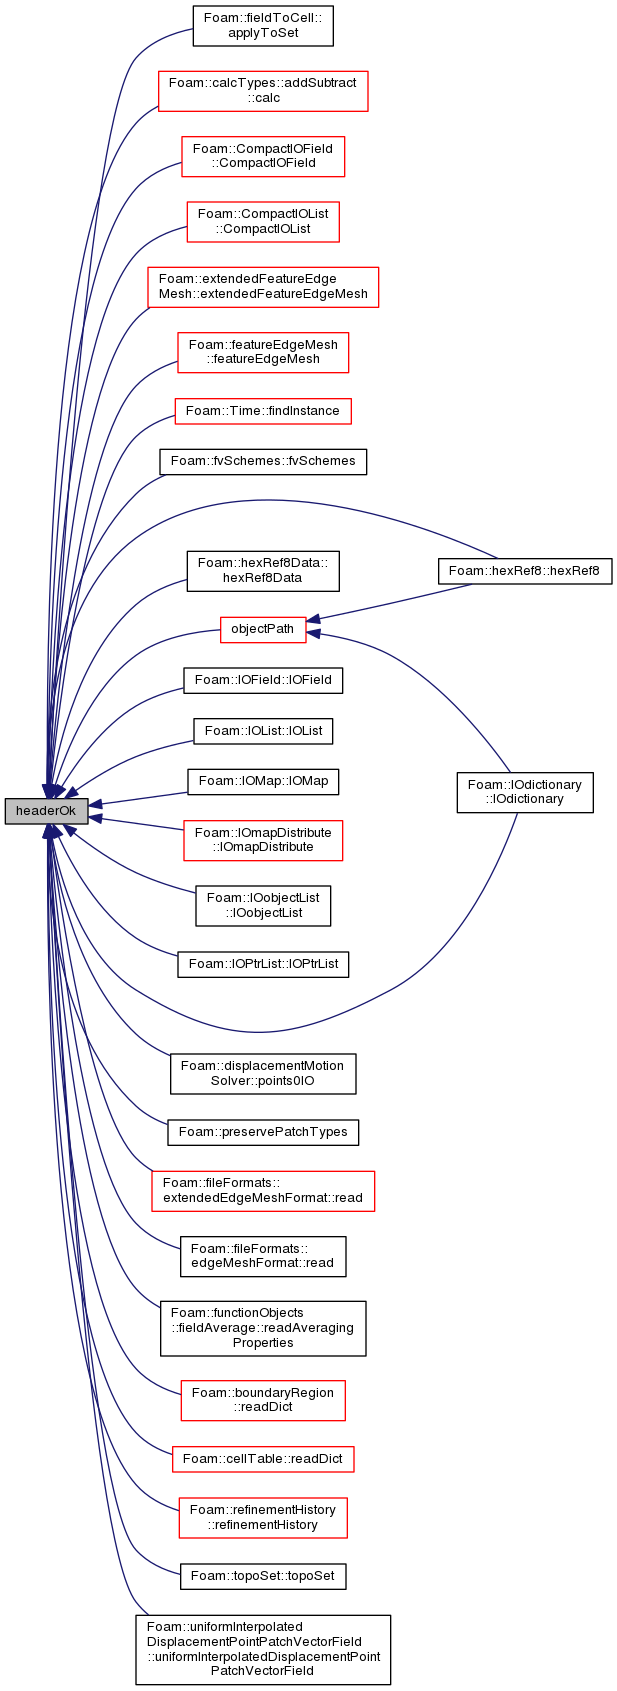 Foam::fieldToCell::
applyToSet
Foam::calcTypes::addSubtract
::calc
Foam::CompactIOField
::CompactIOField
Foam::CompactIOList
::CompactIOList
Foam::extendedFeatureEdge
Mesh::extendedFeatureEdgeMesh
Foam::featureEdgeMesh
::featureEdgeMesh
Foam::Time::findInstance
Foam::fvSchemes::fvSchemes
Foam::hexRef8Data::
hexRef8Data
Foam::hexRef8::hexRef8
objectPath
Foam::IOField::IOField
Foam::IOList::IOList
Foam::IOMap::IOMap
Foam::IOdictionary
::IOdictionary
headerOk
Foam::IOmapDistribute
::IOmapDistribute
Foam::IOobjectList
::IOobjectList
Foam::IOPtrList::IOPtrList
Foam::displacementMotion
Solver::points0IO
Foam::preservePatchTypes
Foam::fileFormats::
extendedEdgeMeshFormat::read
Foam::fileFormats::
edgeMeshFormat::read
Foam::functionObjects
::fieldAverage::readAveraging
Properties
Foam::boundaryRegion
::readDict
Foam::cellTable::readDict
Foam::refinementHistory
::refinementHistory
Foam::topoSet::topoSet
Foam::uniformInterpolated
DisplacementPointPatchVectorField
::uniformInterpolatedDisplacementPoint
PatchVectorField